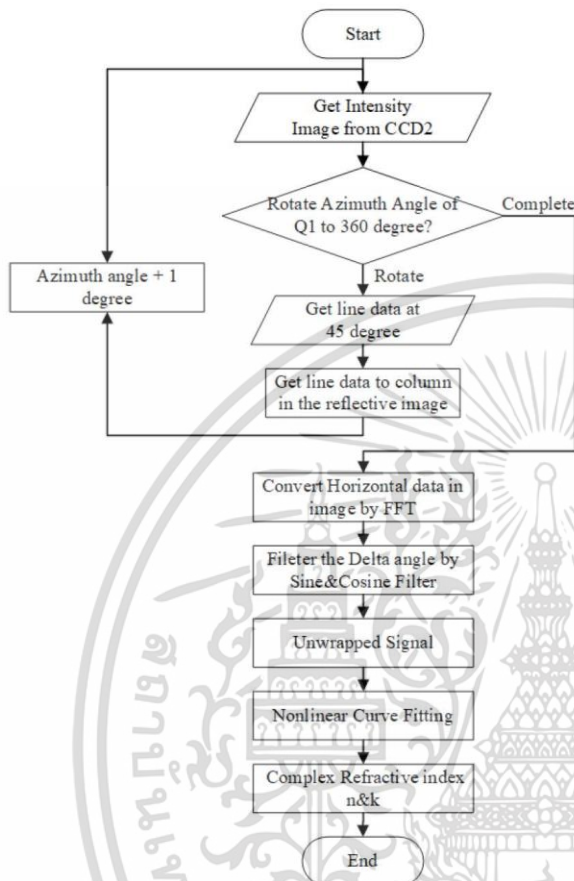 Start
Get Intensity
Image from CCD2
Rotate Azimuth Angle of
Q1 to 360 degree?
Complete
Rotate
Azimuth angle + 1
degree
Get line data at
45 degree
Get line data to column
in the reflective image
Convert Horizontal data in
image by FFT
Fileter the Delta angle by
Sine&Cosine Filter
Unwrapped Signal
Nonlinear Curve Fitting
Complex Refractive index
n&k
End